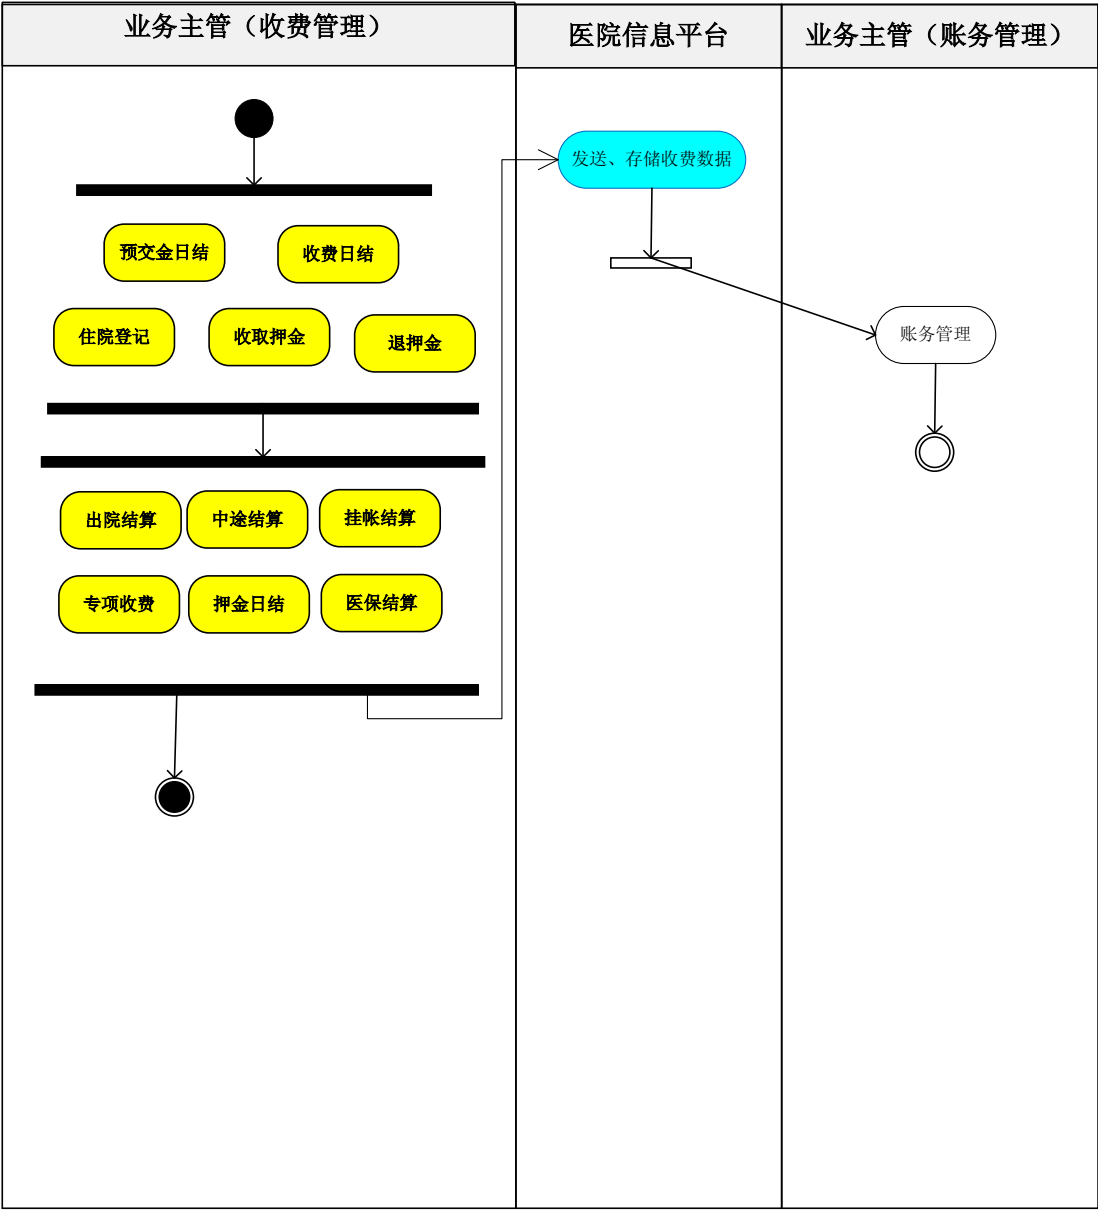 业务主管（收费管理）
医院信息平台
业务主管（账务管理）
发送、存储收费数据
预交金日结
收费日结
住院登记
收取押金
退押金
账务管理
出院结算
中途结算
挂帐结算
专项收费
押金日结
医保结算